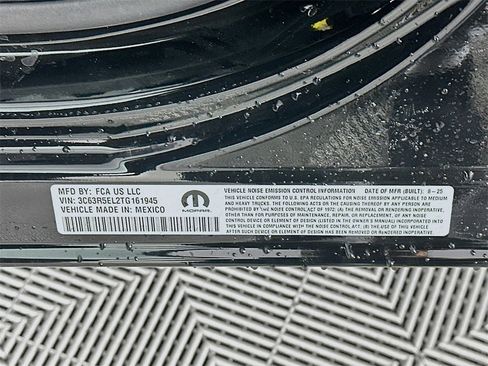 MFD BY: FCA US LLC
VIN: 3C63R5EL2TG161945
VEHICLE MADE IN: MEXICO
MOPAR
VEHICLE NOISE EMISSION CONTROL INFORMATION DATE OF MFR (BUILT): 8-25
THIS VEHICLE CONFORMS TO U.S. EPA REGULATIONS APPLICABLE TO MEDIUM
AND HEAVY TRUCKS. THE FOLLOWING ACTS OR THE CAUSING THEREOF BY ANY PERSON, ARE
PROHIBITED BY THE NOISE CONTROL ACT OF 1972: (A) THE REMOVAL OR RENDERING
INOPERATIVE, OTHER THAN FOR PURPOSES OF MAINTENANCE, REPAIR, OR REPLACEMENT, OF
ANY NOISE CONTROL DEVICE OR ELEMENT OF DESIGN (LISTED IN THE OWNER'S MANUAL) INCORPORATED
INTO THIS VEHICLE IN COMPLIANCE WITH THE NOISE CONTROL ACT; (B) THE USE OF THIS VEHICLE
AFTER SUCH DEVICE OR ELEMENT OF DESIGN HAS BEEN REMOVED OR RENDERED INOPERATIVE.